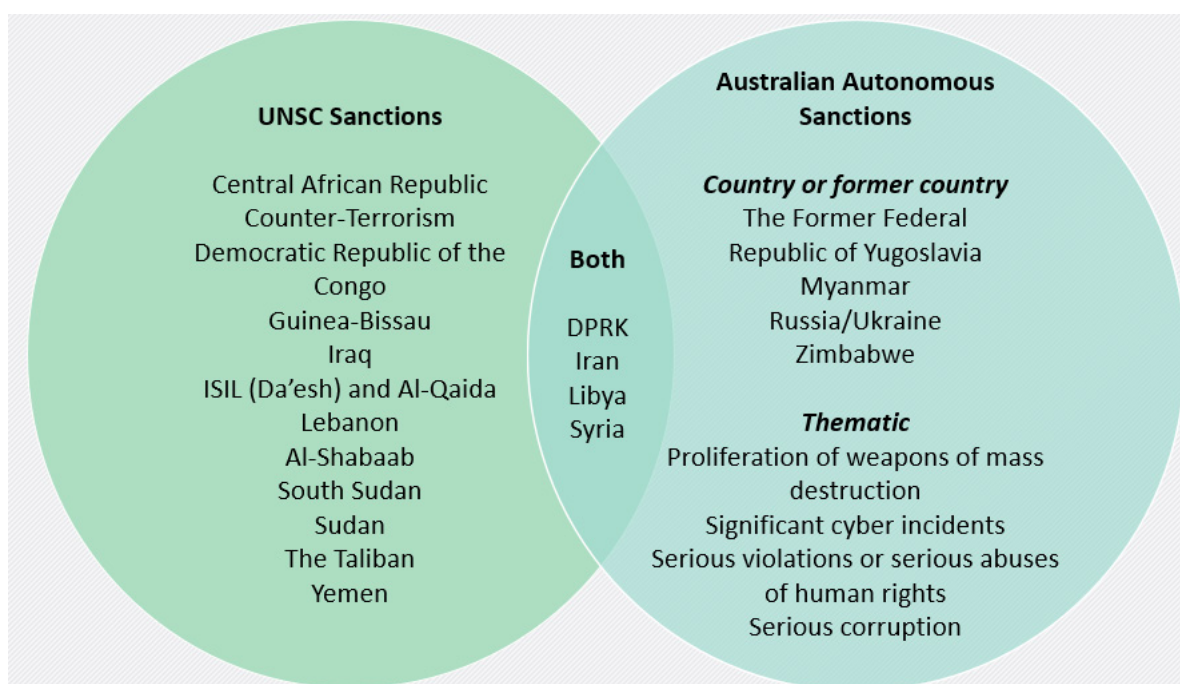 UNSC Sanctions
Central African Republic
Counter-Terrorism
Democratic Republic of the
Congo
Guinea-Bissau
Iraq
ISIL (Da’esh) and Al-Qaida
Lebanon
Al-Shabaab
South Sudan
Sudan
The Taliban
Yemen
Both
DPRK
Iran
Libya
Syria
Australian Autonomous
Sanctions
Country or former country
The Former Federal
Republic of Yugoslavia
Myanmar
Russia/Ukraine
Zimbabwe
Thematic
Proliferation of weapons of mass
destruction
Significant cyber incidents
Serious violations or serious abuses
of human rights
Serious corruption